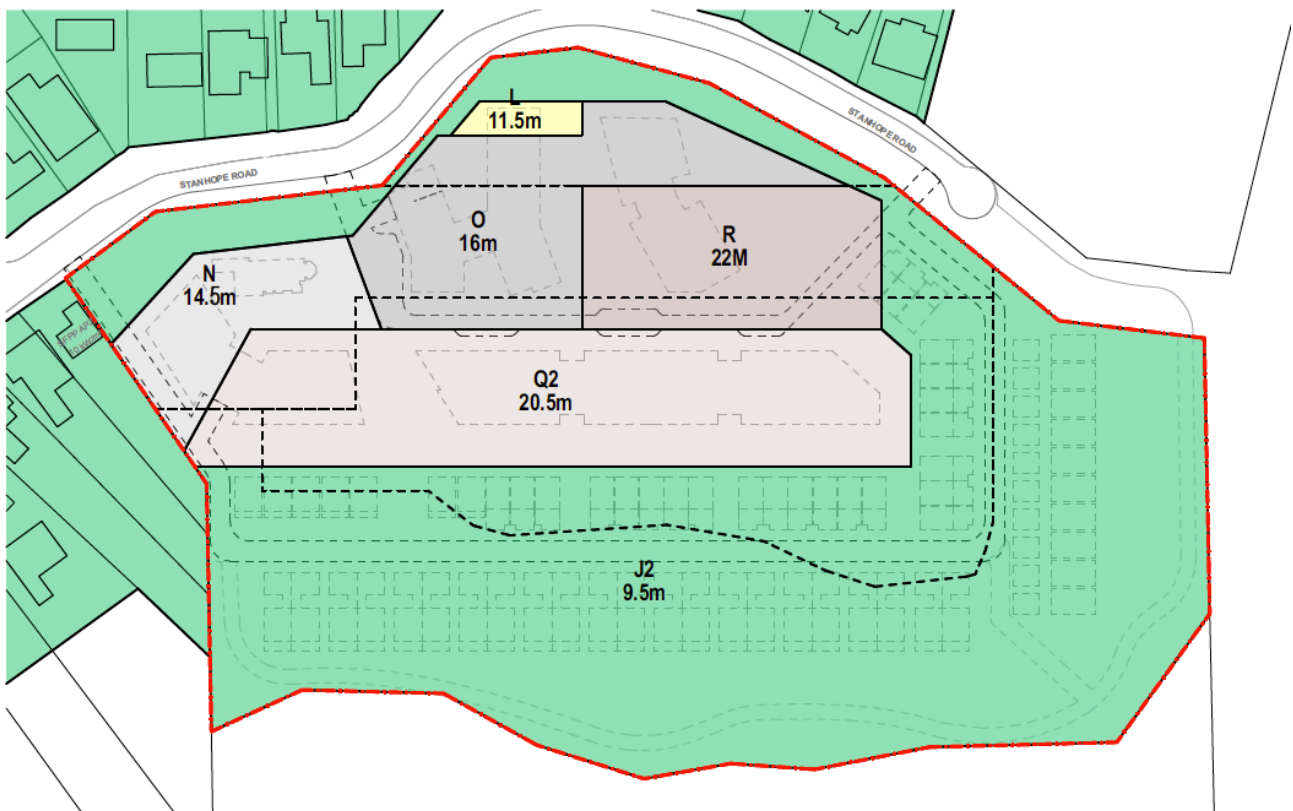 STANHOPE ROAD
STANHOPE ROAD
L
11.5m
O
16m
R
22M
N
14.5m
Q2
20.5m
J2
9.5m